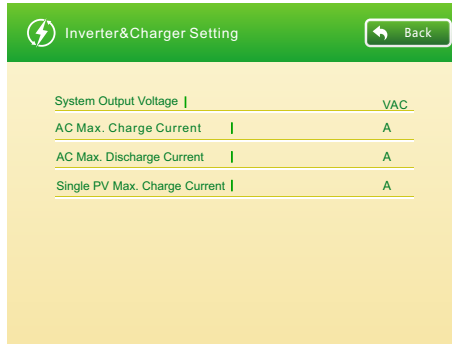 Inverter&Charger Setting
Back
System Output Voltage | VAC
AC Max. Charge Current | A
AC Max. Discharge Current | A
Single PV Max. Charge Current | A